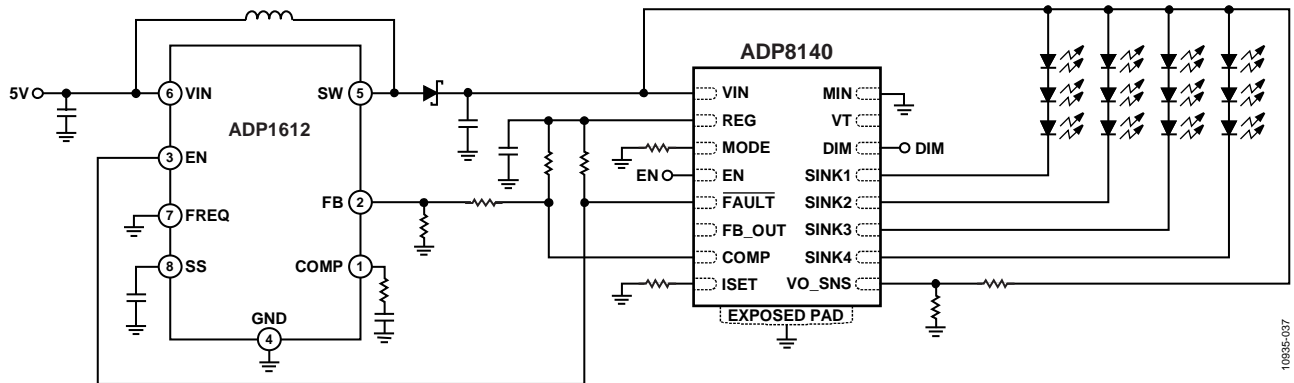 ADP8140
5V
6 VIN
SW 5
ADP1612
3 EN
7 FREQ
FB 2
8 SS
COMP 1
GND
4
VIN
REG
MODE
EN
EN
FAULT
FB_OUT
COMP
ISET
MIN
VT
DIM
DIM
SINK1
SINK2
SINK3
SINK4
VO_SNS
EXPOSED PAD
10935-037